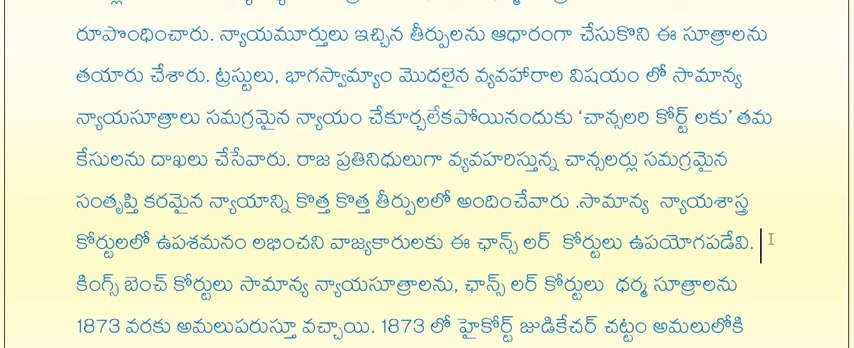 రూపొంధించారు. న్యాయమూర్తులు ఇచ్చిన తీర్పులను ఆధారంగా చేసుకొని ఈ సూత్రాలను
తయారు చేశారు. ట్రస్టులు, భాగస్వామ్యాం మొదలైన వ్యవహారాల విషయం లో సామాన్య
న్యాయసూత్రాలు సమగ్రమైన న్యాయం చేకూర్చలేకపోయినందుకు ‘చాన్సలరి కోర్ట్ లకు’ తమ
కేసులను దాఖలు చేసేవారు. రాజ ప్రతినిధులుగా వ్యవహరిస్తున్న చాన్సలర్లు సమగ్రమైన
సంతృప్తి కరమైన న్యాయాన్ని కొత్త కొత్త తీర్పులలో అందించేవారు .సామాన్య న్యాయశాస్త్ర
కోర్టులలో ఉపశమనం లభించని వాజ్యకారులకు ఈ ఛాన్స్ లర్ కోర్టులు ఉపయోగపడేవి.
కింగ్స్ బెంచ్ కోర్టులు సామాన్య న్యాయసూత్రాలను, ఛాన్స్ లర్ కోర్టులు ధర్మ సూత్రాలను
1873 వరకు అమలుపరుస్తూ వచ్చాయి. 1873 లో హైకోర్ట్ జుడికేచర్ చట్టం అమలులోకి